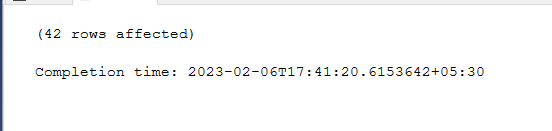 (42 rows affected)
Completion time: 2023-02-06T17:41:20.6153642+05:30